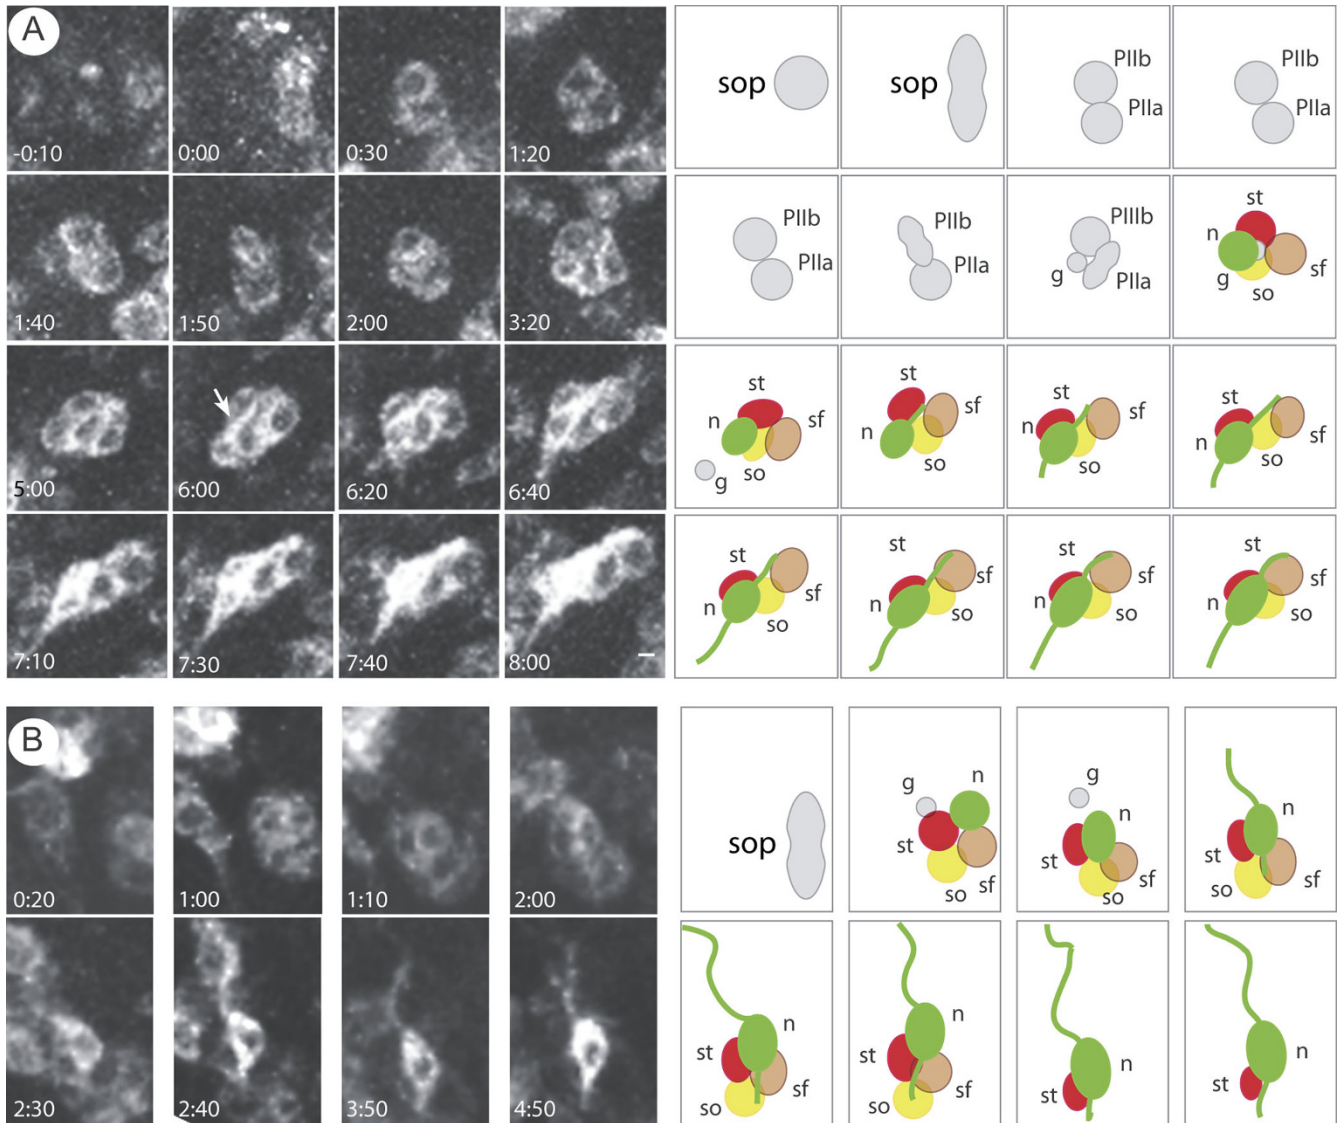 A
-0:10 0:00 0:30 1:20
sop sop PIIb PIIa PIIb PIIa
1:40 1:50 2:00 3:20
PIIb PIIa PIIb PIIa PIIIb g PIIa st n g so sf
5:00 6:00 6:20 6:40
st n sf so g st n sf so st n sf so st n sf so
7:10 7:30 7:40 8:00
st n sf so st n sf so st n sf so st n sf so
B
0:20 1:00 1:10 2:00
sop g n st so sf g n st sf so n st so sf
2:30 2:40 3:50 4:50
n st sf so n st sf so n st n st